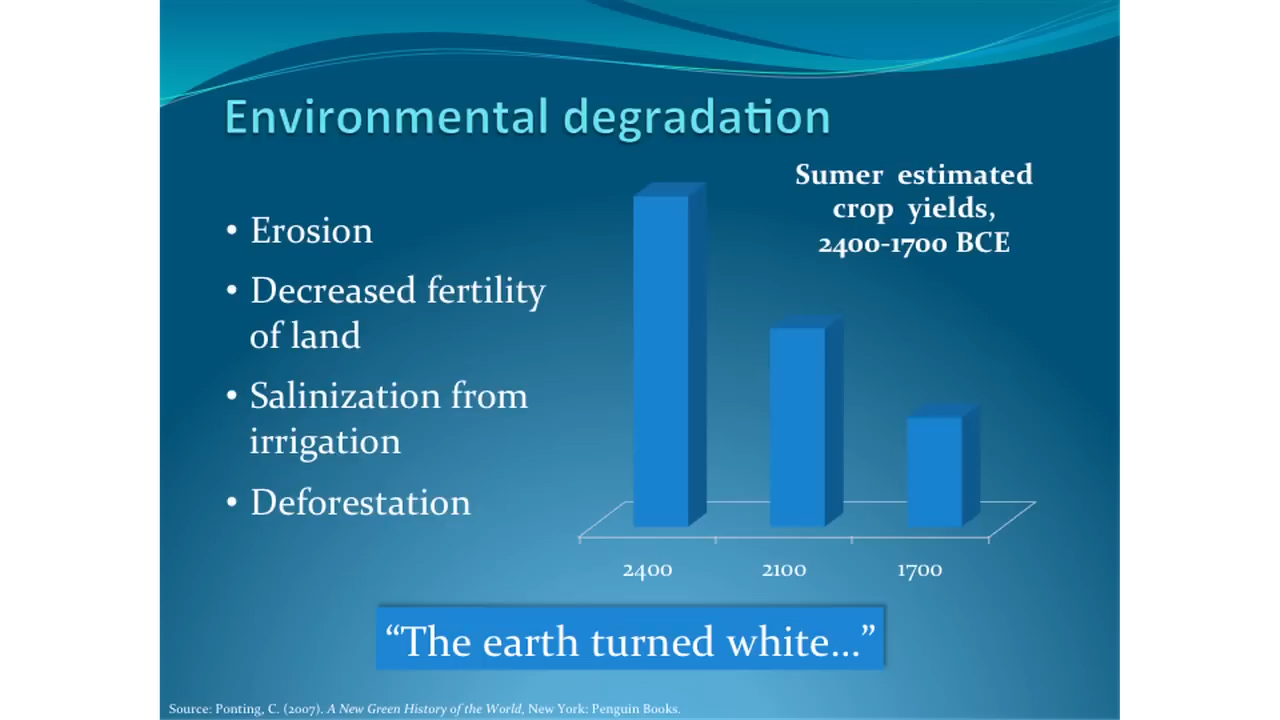 Environmental degradation
• Erosion
• Decreased fertility
of land
• Salinization from
irrigation
• Deforestation
Sumer estimated
crop yields,
2400-1700 BCE
2400
2100
1700
“The earth turned white…”
Source: Ponting, C. (2007). A New Green History of the World, New York: Penguin Books.